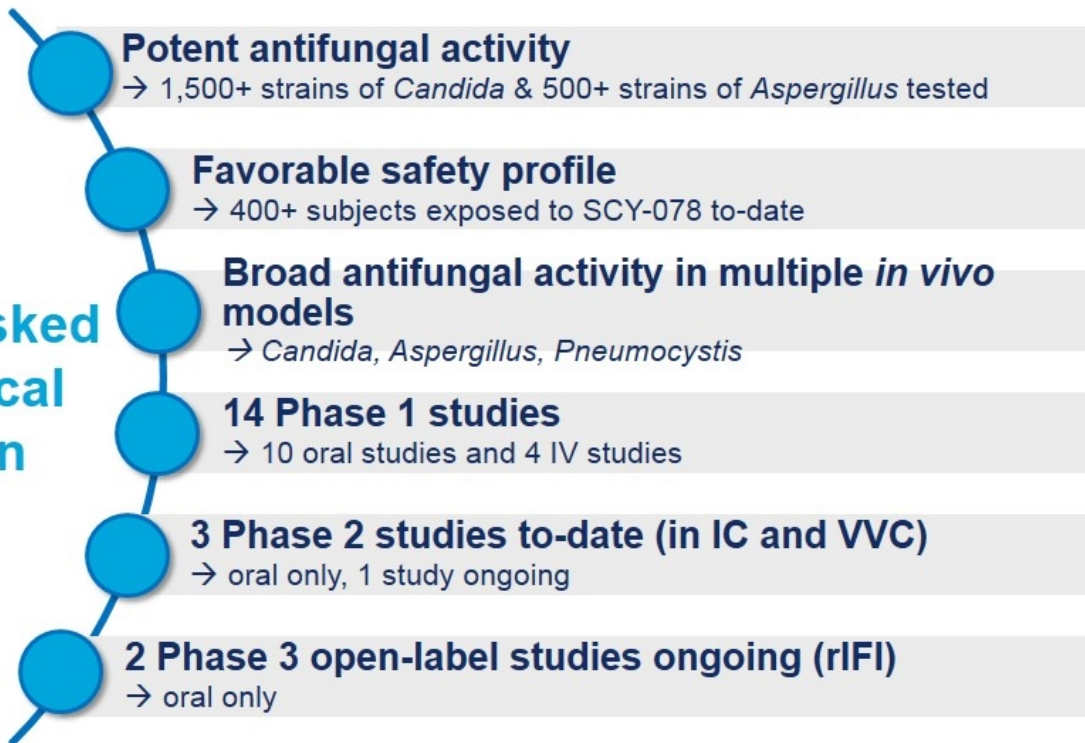 Potent antifungal activity
→ 1,500+ strains of Candida & 500+ strains of Aspergillus tested
Favorable safety profile
→ 400+ subjects exposed to SCY-078 to-date
Broad antifungal activity in multiple in vivo
models
→ Candida, Aspergillus, Pneumocystis
14 Phase 1 studies
→ 10 oral studies and 4 IV studies
3 Phase 2 studies to-date (in IC and VVC)
→ oral only, 1 study ongoing
2 Phase 3 open-label studies ongoing (rIFI)
→ oral only